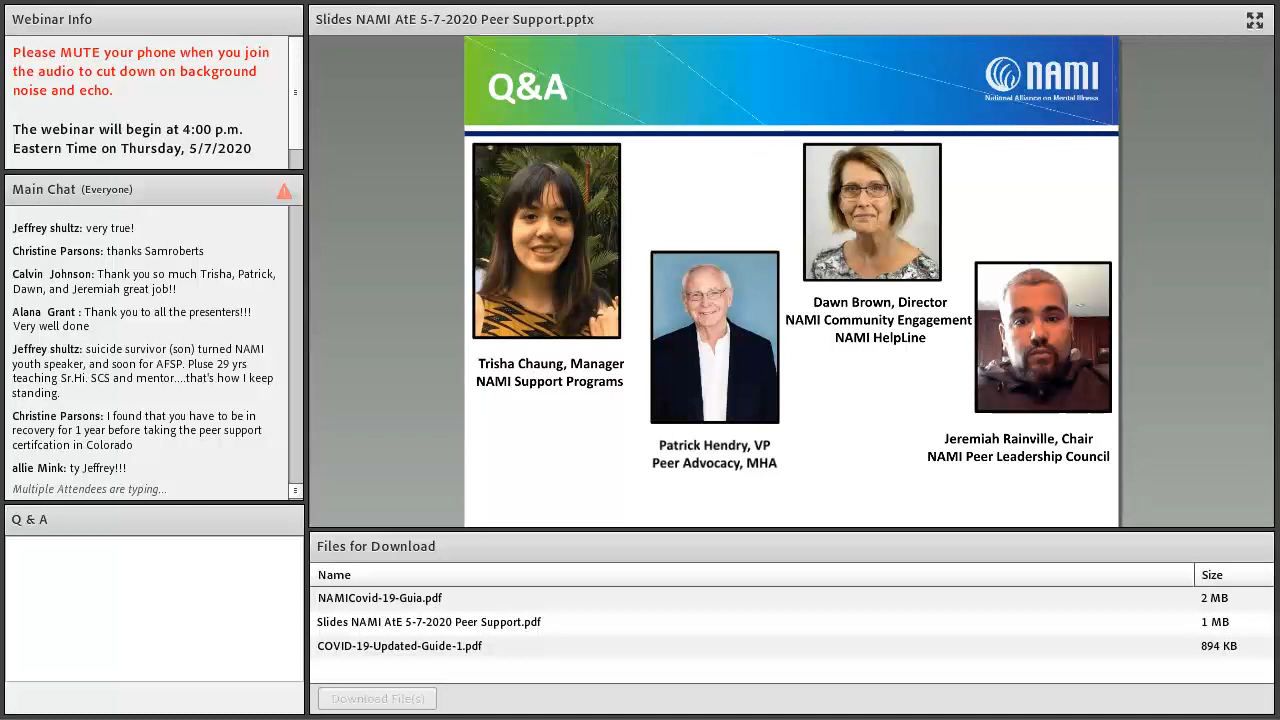 Webinar Info
Please MUTE your phone when you join
the audio to cut down on background
noise and echo.
The webinar will begin at 4:00 p.m.
Eastern Time on Thursday, 5/7/2020
Main Chat (Everyone)
Jeffrey shultz: very true!
Christine Parsons: thanks Samroberts
Calvin Johnson: Thank you so much Trisha, Patrick,
Dawn, and Jeremiah great job!!
Alana Grant : Thank you to all the presenters!!!
Very well done
Jeffrey shultz: suicide survivor (son) turned NAMI
youth speaker, and soon for AFSP. Pluse 29 yrs
teaching Sr.Hi. SCS and mentor....that's how I keep
standing.
Christine Parsons: I found that you have to be in
recovery for 1 year before taking the peer support
certifcation in Colorado
allie Mink: ty Jeffrey!!!
Multiple Attendees are typing...
Q & A
Slides NAMI AtE 5-7-2020 Peer Support.pptx
Q&A
NAMI
National Alliance on Mental Illness
Trisha Chaung, Manager
NAMI Support Programs
Patrick Hendry, VP
Peer Advocacy, MHA
Dawn Brown, Director
NAMI Community Engagement
NAMI HelpLine
Jeremiah Rainville, Chair
NAMI Peer Leadership Council
Files for Download
Name Size
NAMICovid-19-Guia.pdf 2 MB
Slides NAMI AtE 5-7-2020 Peer Support.pdf 1 MB
COVID-19-Updated-Guide-1.pdf 894 KB
Download File(s)